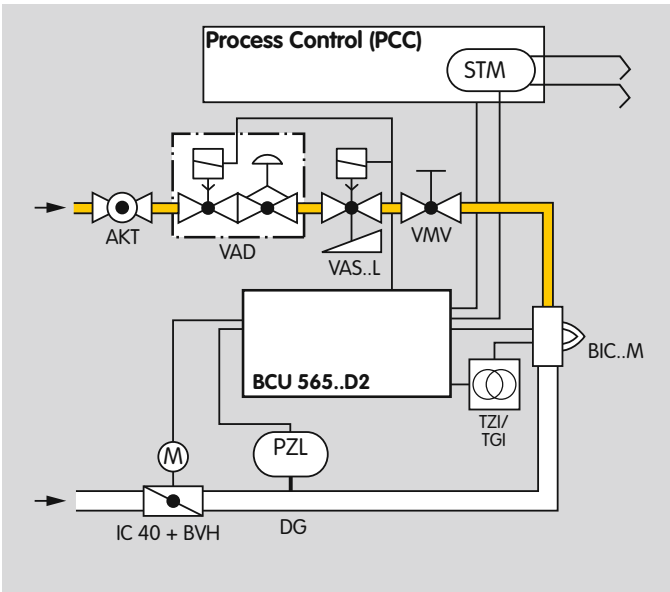 Process Control (PCC)
STM
AKT
VAD
VAS..L
VMV
BCU 565..D2
BIC..M
TZI/
TGI
M
PZL
IC 40 + BVH
DG